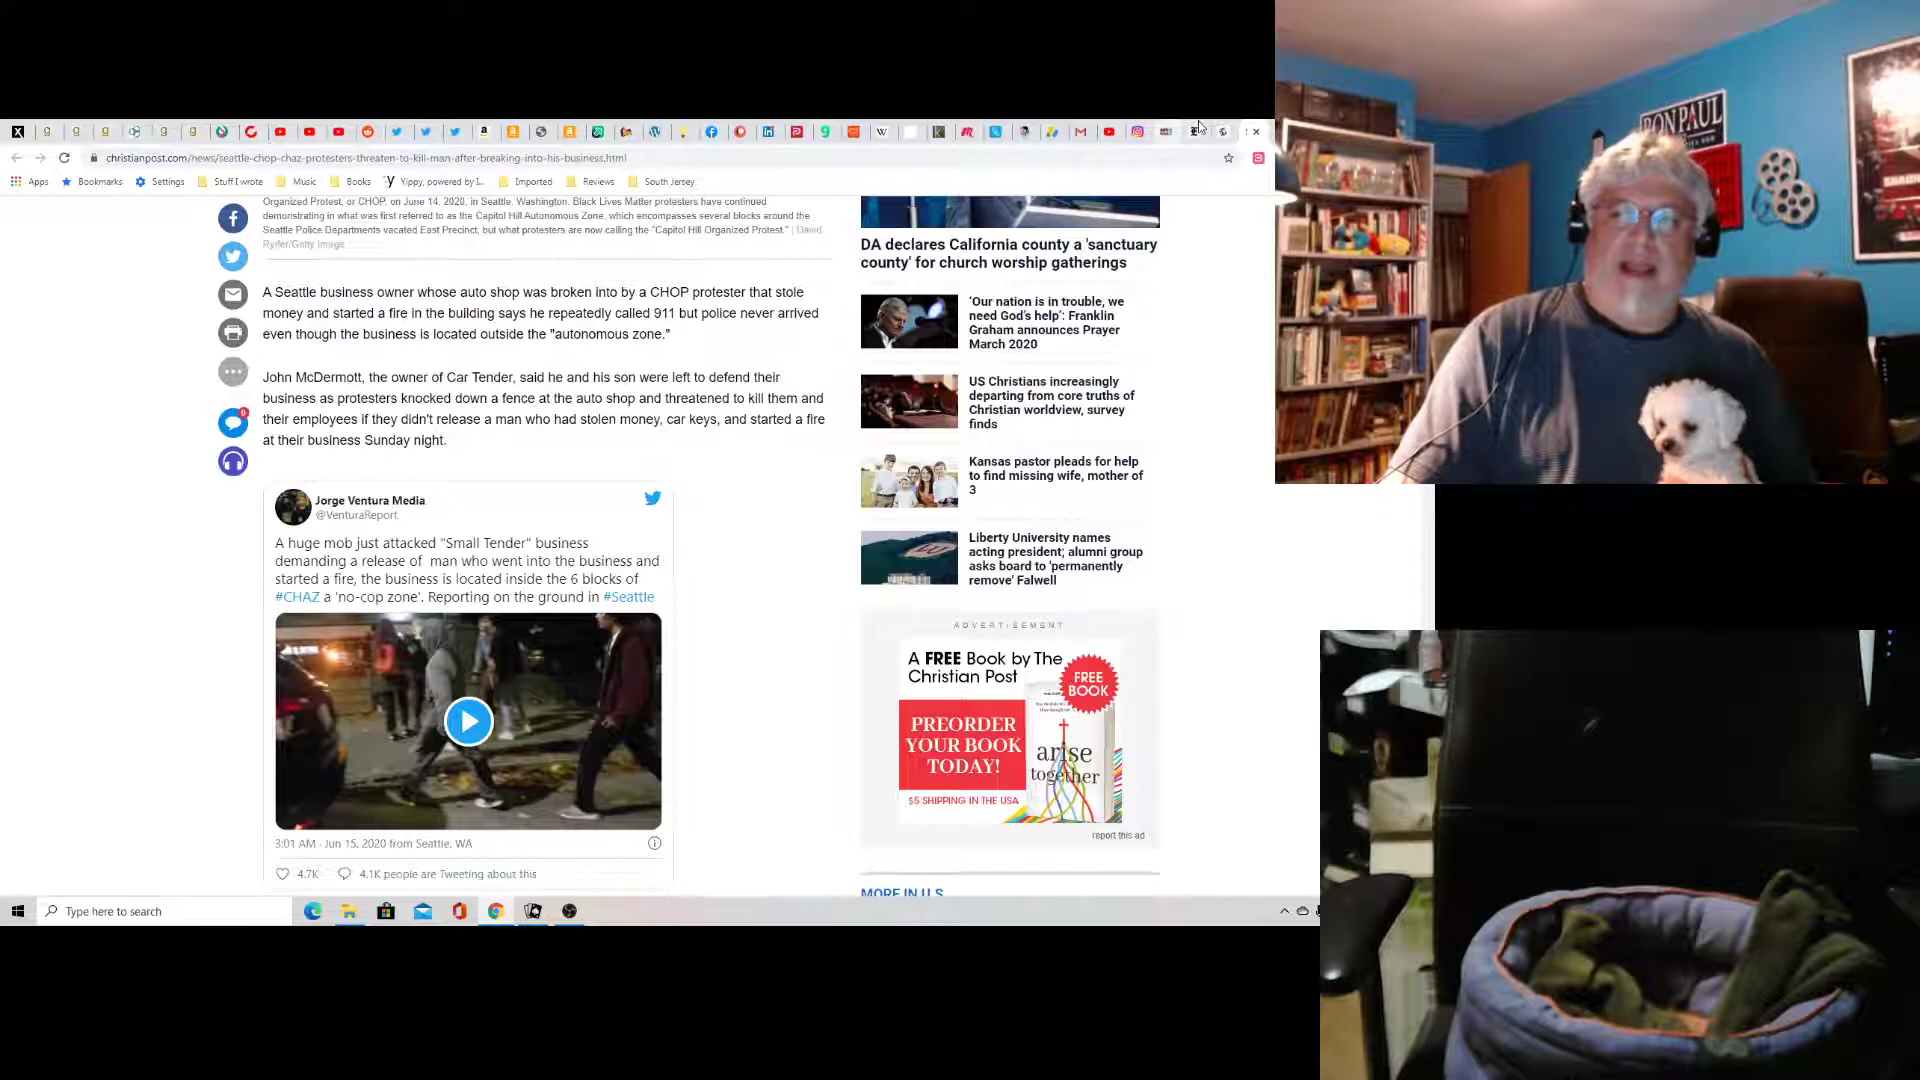 christianpost.com/news/seattle-chop-chaz-protesters-threaten-to-kill-man-after-breaking-into-his-business.html
Apps
Bookmarks
Settings
Stuff I wrote
Music
Books
Yippy, powered by I...
Imported
Reviews
South Jersey
Organized Protest, or CHOP, on June 14, 2020, in Seattle, Washington. Black Lives Matter protesters have continued
demonstrating in what was first referred to as the Capitol Hill Autonomous Zone, which encompasses several blocks around the
Seattle Police Departments vacated East Precinct, but what protesters are now calling the "Capitol Hill Organized Protest." | David
Ryder/Getty Image
A Seattle business owner whose auto shop was broken into by a CHOP protester that stole
money and started a fire in the building says he repeatedly called 911 but police never arrived
even though the business is located outside the "autonomous zone."
John McDermott, the owner of Car Tender, said he and his son were left to defend their
business as protesters knocked down a fence at the auto shop and threatened to kill them and
their employees if they didn't release a man who had stolen money, car keys, and started a fire
at their business Sunday night.
0
Jorge Ventura Media
@VenturaReport
A huge mob just attacked "Small Tender" business
demanding a release of man who went into the business and
started a fire, the business is located inside the 6 blocks of
#CHAZ a 'no-cop zone'. Reporting on the ground in #Seattle
3:01 AM - Jun 15, 2020 from Seattle, WA
4.7K
4.1K people are Tweeting about this
DA declares California county a 'sanctuary
county' for church worship gatherings
'Our nation is in trouble, we
need God's help': Franklin
Graham announces Prayer
March 2020
US Christians increasingly
departing from core truths of
Christian worldview, survey
finds
Kansas pastor pleads for help
to find missing wife, mother of
3
Liberty University names
acting president; alumni group
asks board to 'permanently
remove' Falwell
ADVERTISEMENT
A FREE Book by The
Christian Post
FREE
BOOK
PREORDER
YOUR BOOK
TODAY!
$5 SHIPPING IN THE USA
arise
together
report this ad
MORE IN U.S.
Type here to search
RON PAUL